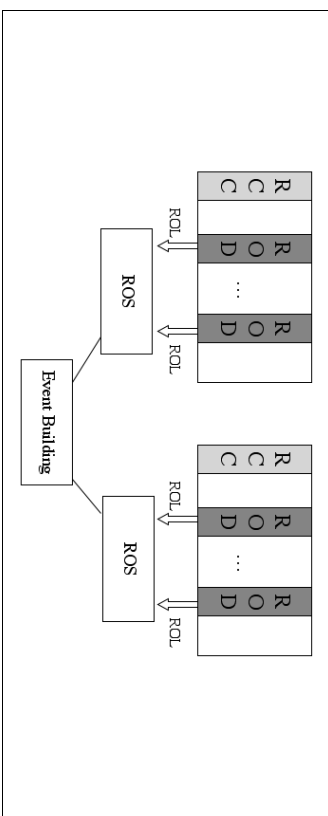 RCC
ROD
...
ROD
RCC
ROD
...
ROD
ROL
ROL
ROL
ROL
ROS
ROS
Event Building